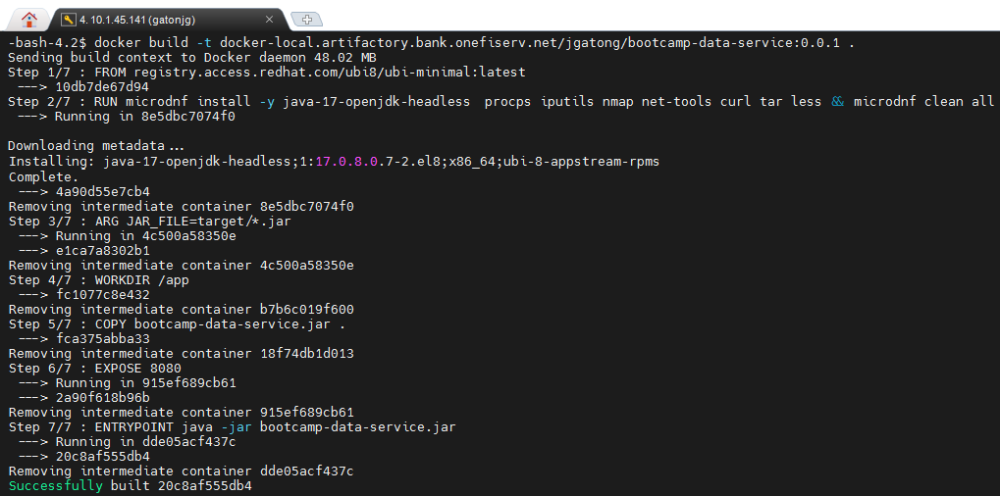 4. 10.1.45.141 (gatonjg)
-bash-4.2$ docker build -t docker-local.artifactory.bank.onefiserv.net/jgatong/bootcamp-data-service:0.0.1 .
Sending build context to Docker daemon 48.02 MB
Step 1/7 : FROM registry.access.redhat.com/ubi8/ubi-minimal:latest
---> 10db7de67d94
Step 2/7 : RUN microdnf install -y java-17-openjdk-headless  procps iputils nmap net-tools curl tar less && microdnf clean all
---> Running in 8e5dbc7074f0
Downloading metadata...
Installing: java-17-openjdk-headless;1:17.0.8.0.7-2.el8;x86_64;ubi-8-appstream-rpms
Complete.
---> 4a90d55e7cb4
Removing intermediate container 8e5dbc7074f0
Step 3/7 : ARG JAR_FILE=target/*.jar
---> Running in 4c500a58350e
---> e1ca7a8302b1
Removing intermediate container 4c500a58350e
Step 4/7 : WORKDIR /app
---> fc1077c8e432
Removing intermediate container b7b6c019f600
Step 5/7 : COPY bootcamp-data-service.jar .
---> fca375abba33
Removing intermediate container 18f74db1d013
Step 6/7 : EXPOSE 8080
---> Running in 915ef689cb61
---> 2a90f618b96b
Removing intermediate container 915ef689cb61
Step 7/7 : ENTRYPOINT java -jar bootcamp-data-service.jar
---> Running in dde05acf437c
---> 20c8af555db4
Removing intermediate container dde05acf437c
Successfully built 20c8af555db4